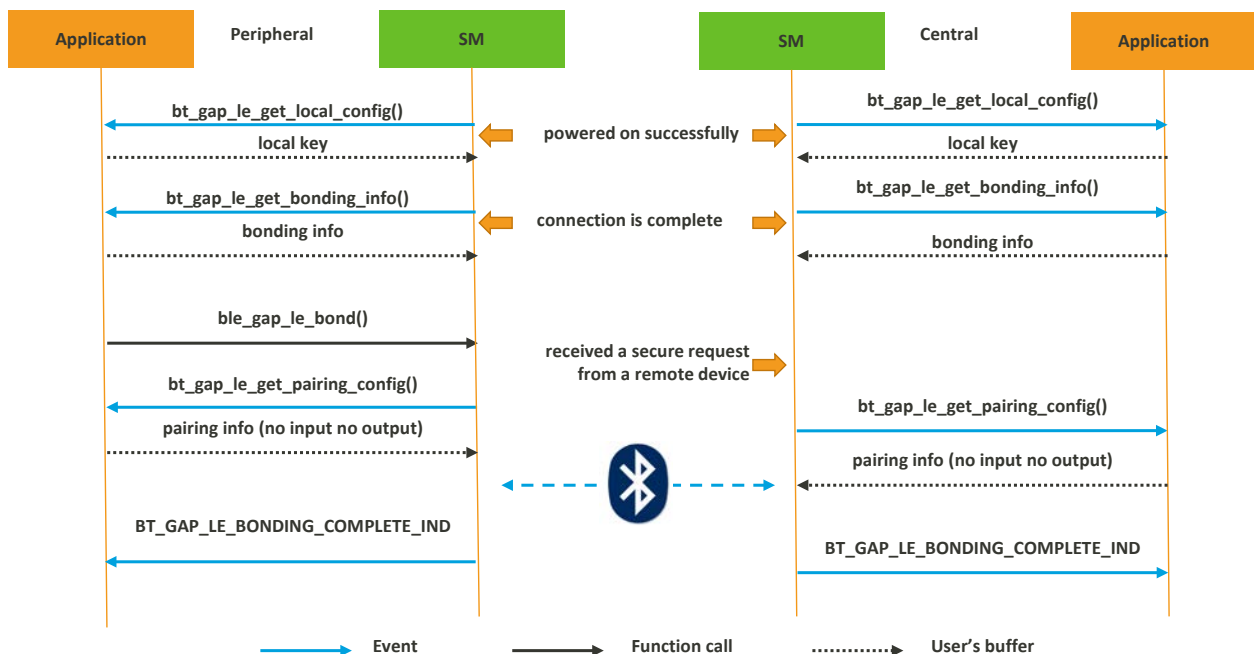 Application
Peripheral
SM
SM
Central
Application
bt_gap_le_get_local_config()
bt_gap_le_get_local_config()
powered on successfully
local key
local key
bt_gap_le_get_bonding_info()
bt_gap_le_get_bonding_info()
connection is complete
bonding info
bonding info
ble_gap_le_bond()
received a secure request
from a remote device
bt_gap_le_get_pairing_config()
bt_gap_le_get_pairing_config()
pairing info (no input no output)
pairing info (no input no output)
BT_GAP_LE_BONDING_COMPLETE_IND
BT_GAP_LE_BONDING_COMPLETE_IND
Event
Function call
User's buffer